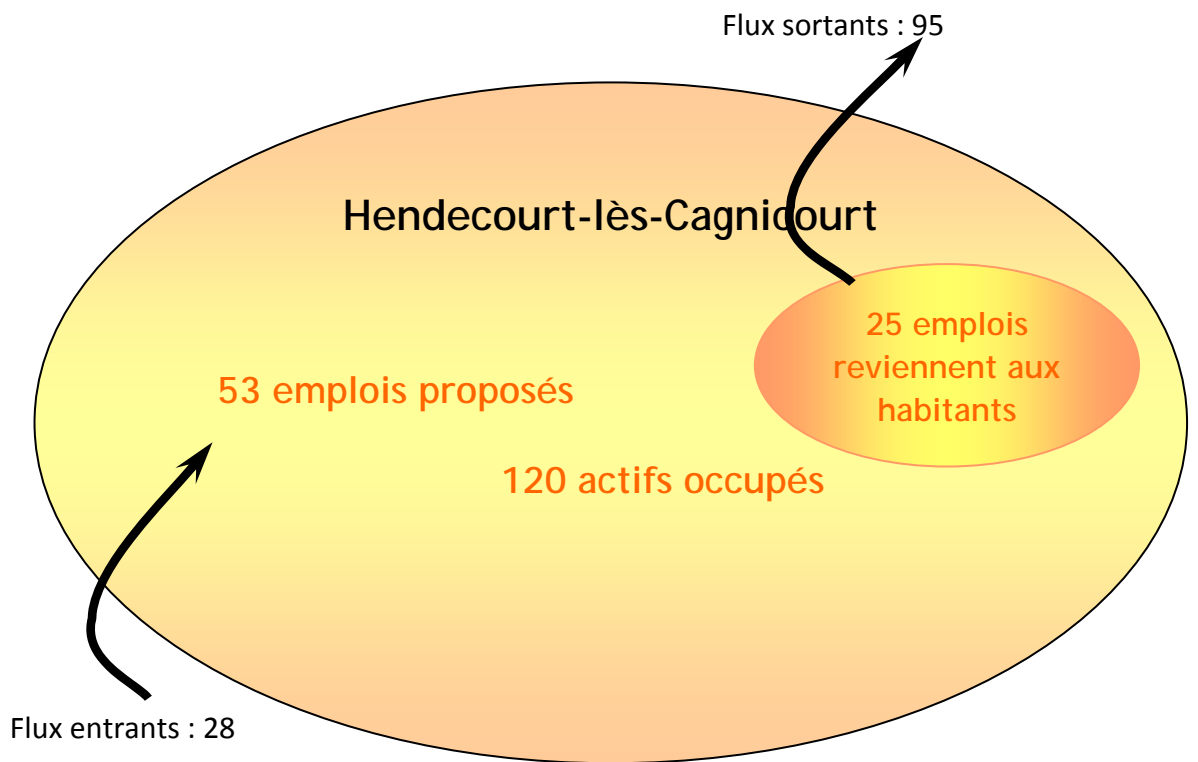 Flux sortants : 95
Hendecourt-lès-Cagnicourt
25 emplois
reviennent aux
habitants
53 emplois proposés
120 actifs occupés
Flux entrants : 28